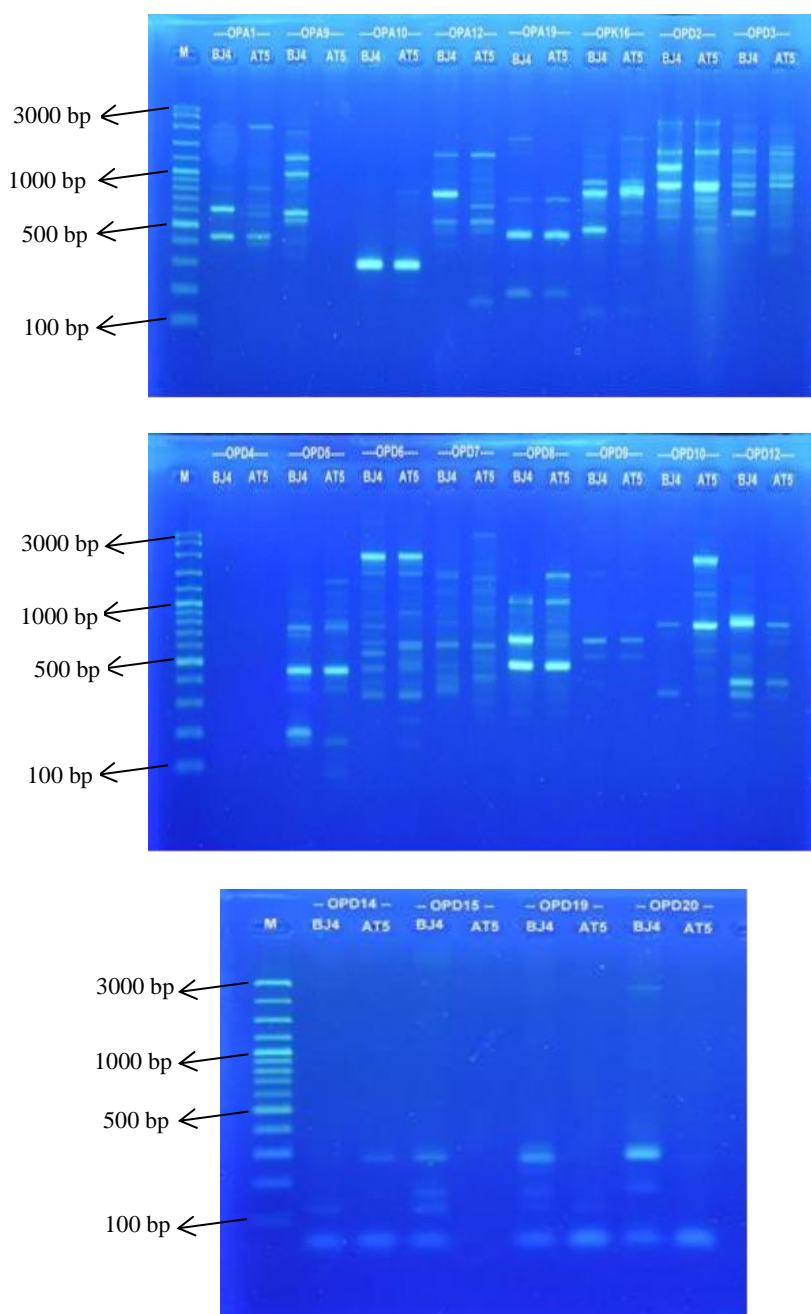 ----OPA1---- ----OPA9---- ----OPA10---- ----OPA12---- ----OPA19---- ----OPK16---- ----OPD2---- ----OPD3----
M BJ4 AT5 BJ4 AT5 BJ4 AT5 BJ4 AT5 BJ4 AT5 BJ4 AT5 BJ4 AT5 BJ4 AT5
3000 bp
1000 bp
500 bp
100 bp
----OPD4---- ----OPD5---- ----OPD6---- ----OPD7---- ----OPD8---- ----OPD9---- ----OPD10---- ----OPD12----
M BJ4 AT5 BJ4 AT5 BJ4 AT5 BJ4 AT5 BJ4 AT5 BJ4 AT5 BJ4 AT5 BJ4 AT5
3000 bp
1000 bp
500 bp
100 bp
-- OPD14 -- -- OPD15 -- -- OPD19 -- -- OPD20 --
M BJ4 AT5 BJ4 AT5 BJ4 AT5 BJ4 AT5
3000 bp
1000 bp
500 bp
100 bp